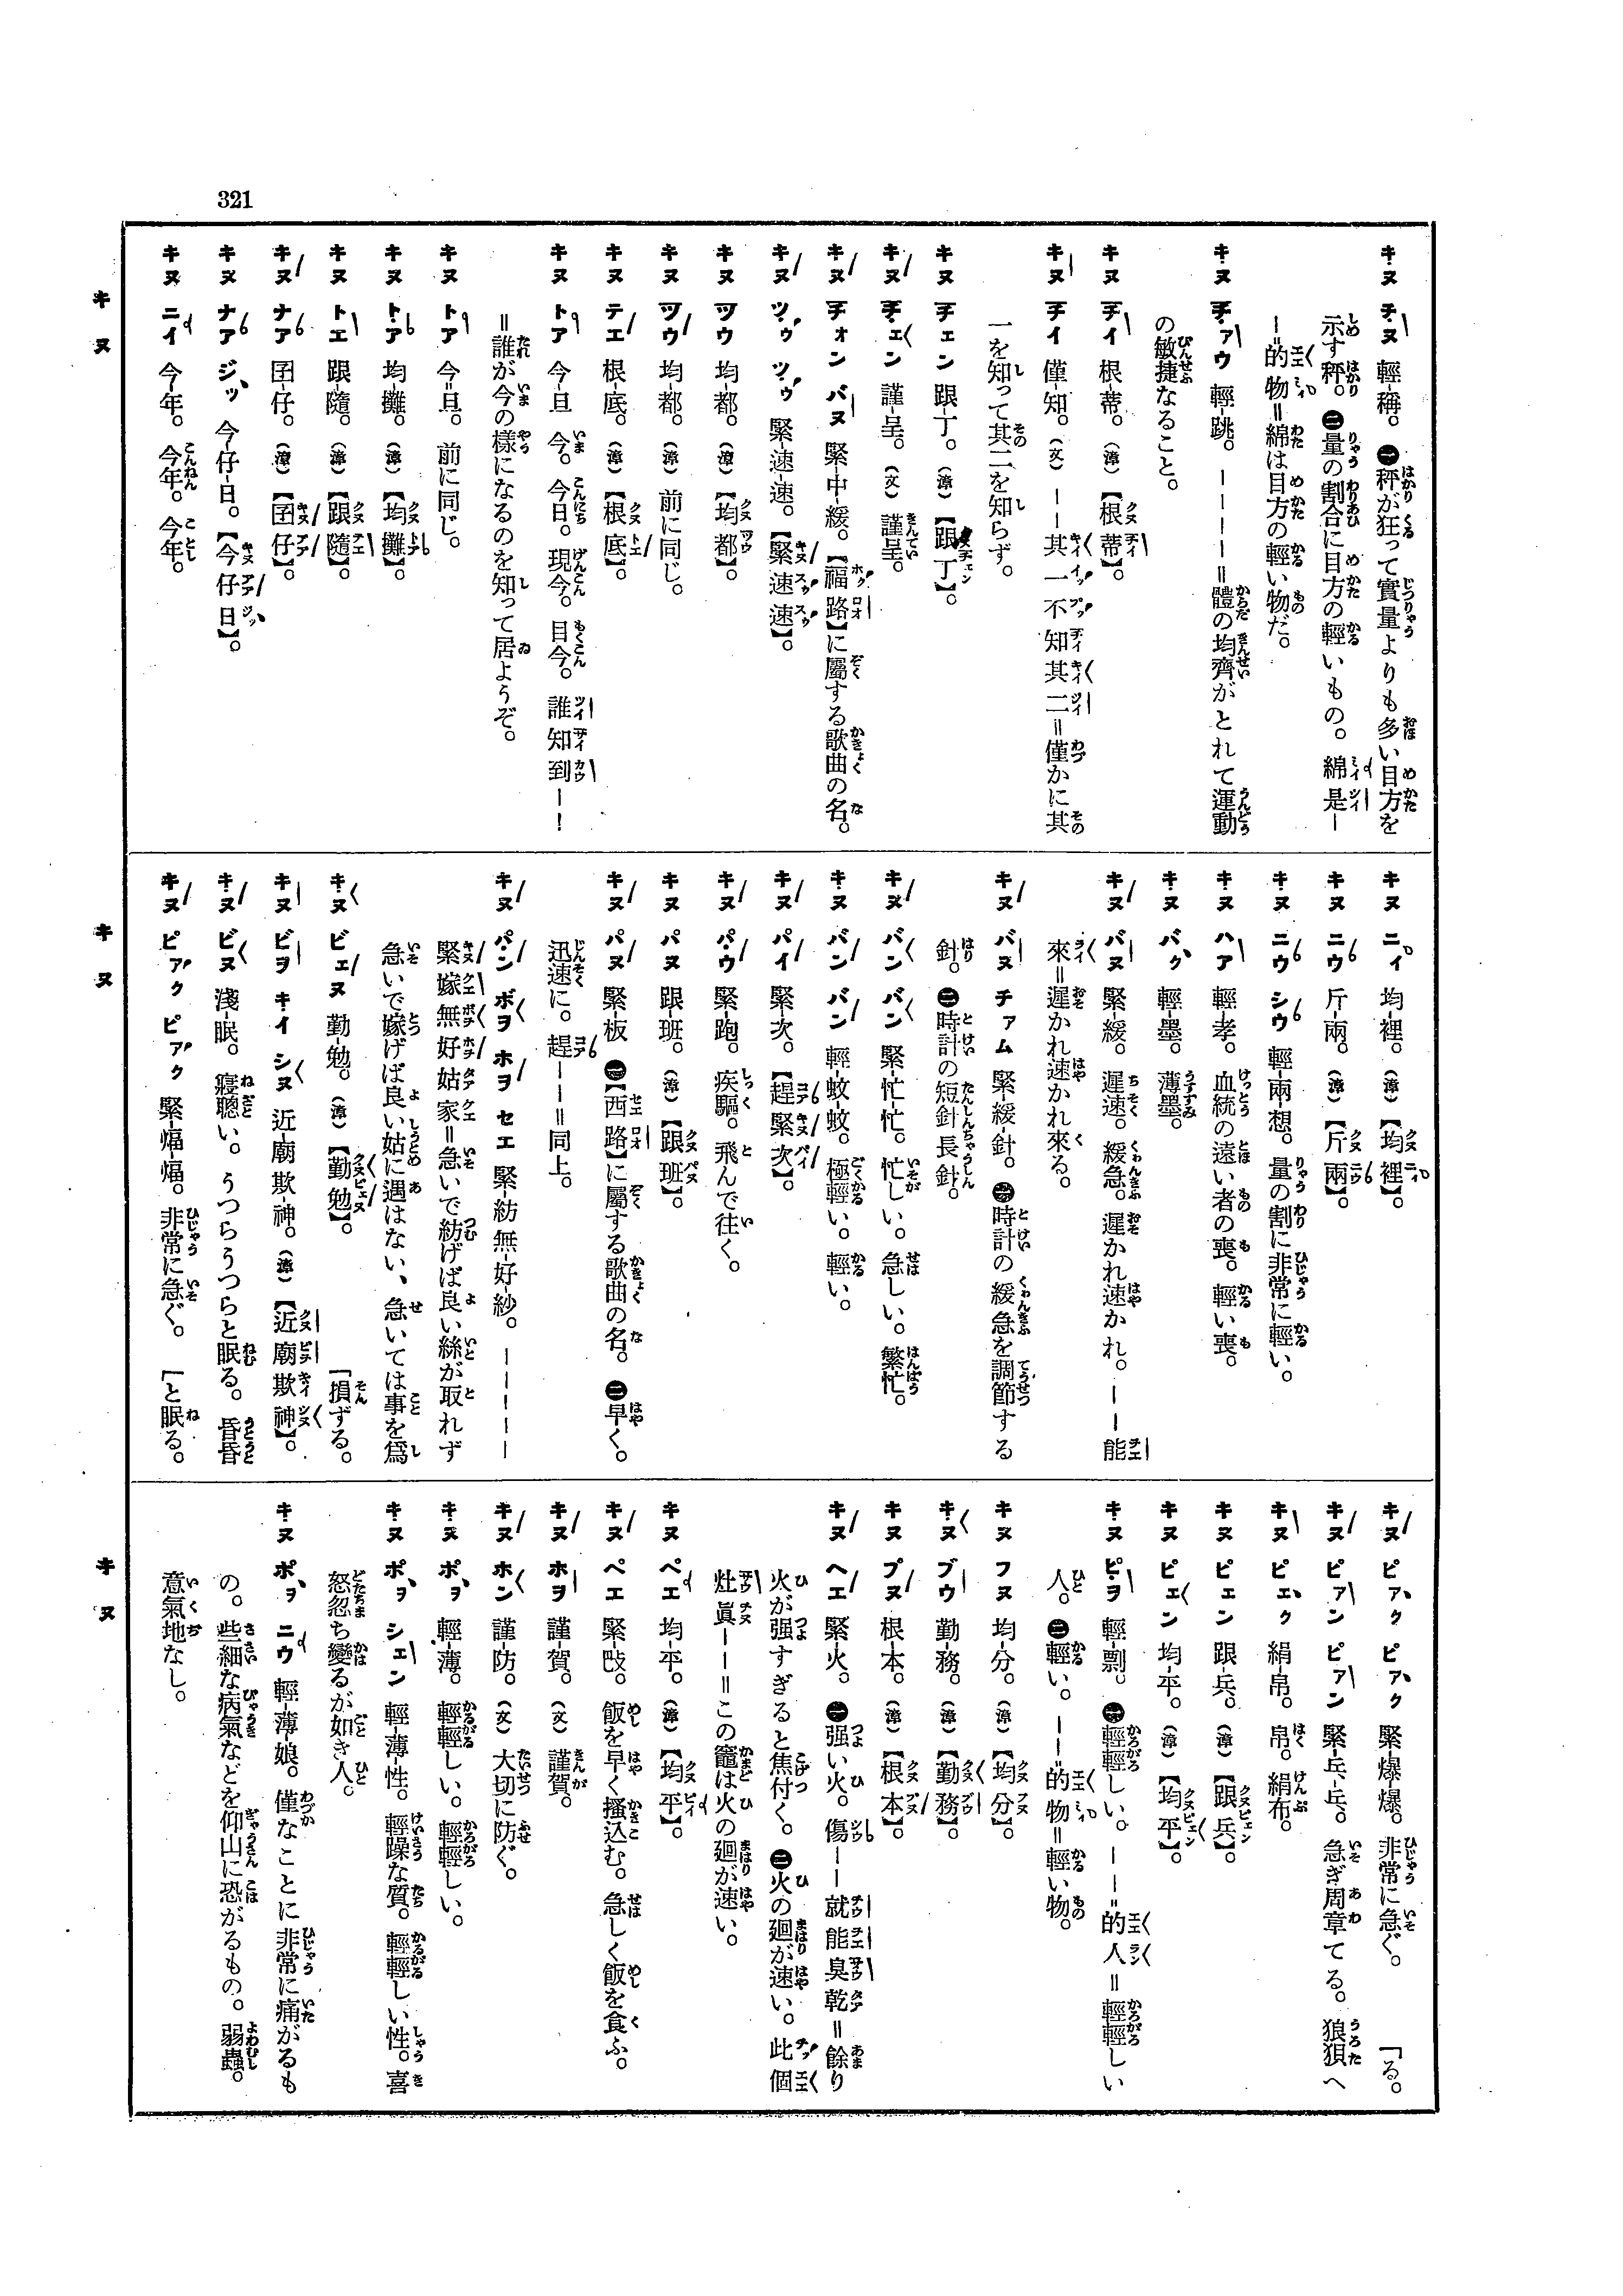 321
キヌ チヌ 輕-稱。 ㊀秤が狂って實量よりも多い目方を
示す秤。㊁量の割合に目方の輕いもの。綿是—
—的物=綿は目方の輕い物だ。
キヌ チァウ 輕-跳。————=體の均齊がとれて運動
の敏捷なること。
キヌ チイ 根-蒂。(漳)【根蒂】。
キヌ チイ 僅-知。(文)——其一不知其二=僅かに其
一を知って其二を知らず。
キヌ チェン 跟-丁。(漳)【跟丁】。
キヌ チェン 謹-呈。(文) 謹呈。
キヌ チォン バヌ 緊-中-緩。【福路】に屬する歌曲の名。
キヌ ツゥ ツゥ 緊-速-速。【緊速速】。
キヌ ツウ 均-都。(漳)【均都】。
キヌ ツウ 均-都。(漳) 前に同じ。
キヌ テエ 根-底。(漳)【根底】。
キヌ トア 今-旦 今。今日。現今。目今。誰知到——
=誰が今の樣になるのを知って居ようぞ。
キヌ トア 今=旦。前に同じ。
キヌ トア 均-攤。(漳)【均攤】。
キヌ トエ 跟-隨。(漳)【跟隨】。
キヌ ナア 囝-仔。(漳)【囝仔】。
キヌ ナア ジッ 今-仔-日。【今仔日】。
キヌ ニイ 今-年。今年。今年。
キヌ ニィ 均-裡。(漳)【均裡】。
キヌ ニウ 斤-兩。(漳)【斤兩】。
キヌ ニウ シウ 輕-兩-想。量の割に非常に輕い。
キヌ ハア 輕-孝。血統の遠い者の喪。輕い喪。
キヌ バク 輕-墨。薄墨。
キヌ バヌ 緊-緩。遲速。緩急。遲かれ速かれ。——能
來=遲かれ速かれ來る。
キヌ バヌ チァム 緊-緩-針。㊀時計の緩急を調節する
針。㊁時計の短針長針。
キヌ バン バン 緊-忙-忙。忙しい。急しい。繁忙。
キヌ バン バン 輕-蚊-蚊。極輕い。輕い。
キヌ パイ 緊-次。【趕緊次】。
キヌ パウ 緊-跑。疾驅。飛んで往く。
キヌ パヌ 跟-班。(漳)【跟班】。
キヌ パヌ 緊-板 ㊀【西路】に屬する歌曲の名。㊁早く。
迅速に。趕——=同上。
キヌ パン ボヲ ホヲ セエ 緊-紡-無-好-紗。—————
緊嫁無好姑家=急いで紡げば良い絲が取れず
急いで嫁げば良い姑に遇はない、急いては事を爲
キヌ ビェヌ 勤-勉。(漳)【勤勉】。 「損ずる。
キヌ ビヲ キイ シヌ 近-廟-欺-神。(漳)【近廟欺神】。
キヌ ビヌ 淺-眠。寢聰い。うつらうつらと眠る。昏昏
キヌ ピァク ピァク 緊-煏-煏。非常に急ぐ。 「と眠る。
キヌ ピァク ピァク 緊-爆-爆。非常に急ぐ。 「る。
キヌ ピァン ピァン 緊-乒-乓。急ぎ周章てる。狼狽へ
キヌ ピェク 絹-帛。帛。絹布。
キヌ ピェン 跟-兵。(漳)【跟兵】。
キヌ ピェン 均-平。(漳)【均平】。
キヌ ピヲ 輕-剽。㊀輕輕しい。——=的人=輕輕しい
人。㊁輕い。——的物=輕い物。
キヌ フヌ 均-分。(漳)【均分】。
キヌ ブウ 勤-務。(漳)【勤務】。
キヌ プヌ 根-本。(漳)【根本】。
キヌ ヘエ 緊-火。㊀强い火。傷——就能臭乾=餘り
火が强すぎると焦付く。㊁火の廻が速い。此個
灶眞——=この竈は火の廻が速い。
キヌ ペエ 均-平。(漳)【均平】。
キヌ ペエ 飯を早く搔込む。急しく飯を食ふ。
キヌ ホヲ 謹-賀。(文) 謹賀。
キヌ ホン 謹-防。(文) 大切に防ぐ。
キヌ ポヲ 輕-薄。輕輕しい。輕輕しい。
キヌ ポヲ シェン 輕-薄-性。輕躁な質。輕輕しい性。喜
怒忽ち變るが如き人。
キヌ ポヲ ニウ 輕-薄-娘。僅なことに非常に痛がるも
の。些細な病氣などを仰山に恐がるもの。弱蟲。
意氣地なし。
キヌ
キヌ
キヌ